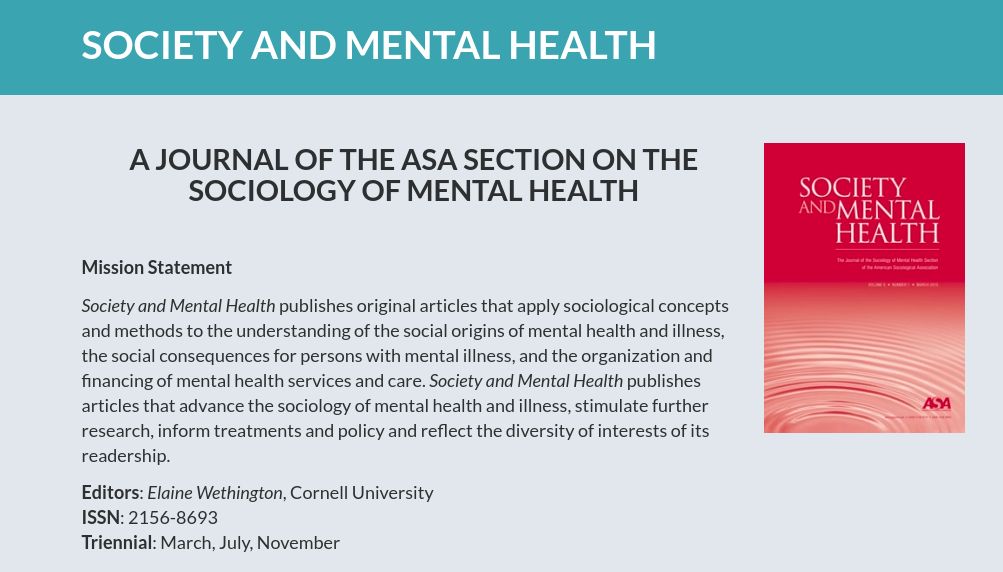 SOCIETY AND MENTAL HEALTH
A JOURNAL OF THE ASA SECTION ON THE
SOCIOLOGY OF MENTAL HEALTH
Mission Statement
Society and Mental Health publishes original articles that apply sociological concepts
and methods to the understanding of the social origins of mental health and illness,
the social consequences for persons with mental illness, and the organization and
financing of mental health services and care. Society and Mental Health publishes
articles that advance the sociology of mental health and illness, stimulate further
research, inform treatments and policy and reflect the diversity of interests of its
readership.
Editors: Elaine Wethington, Cornell University
ISSN: 2156-8693
Triennial: March, July, November
SOCIETY
AND MENTAL
HEALTH
The Journal of the Sociology of Mental Health Section
of the American Sociological Association
ASA